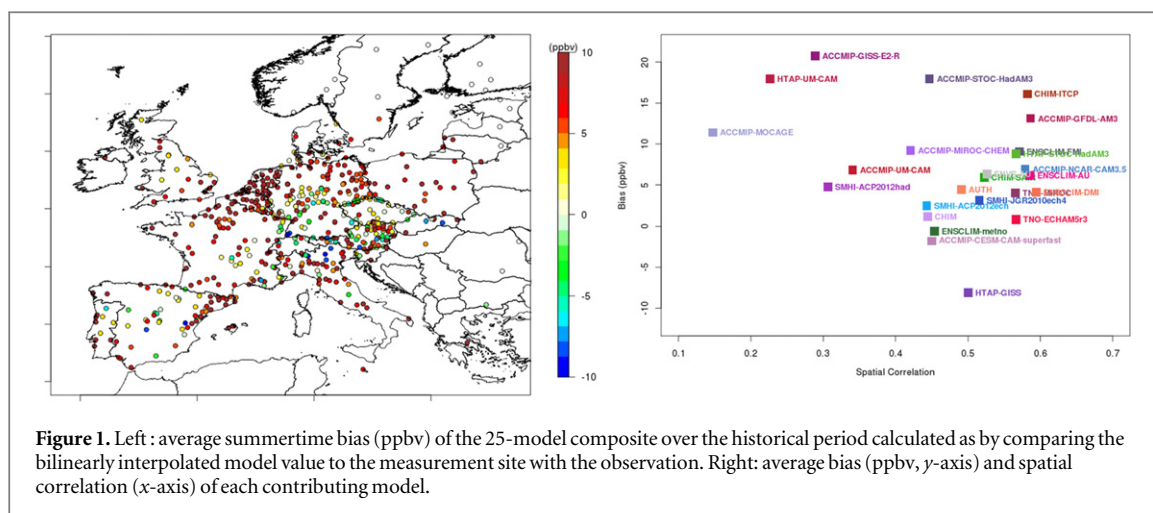 (ppbv)
10
5
0
-5
-10
Bias (ppbv)
20
15
10
5
0
-5
-10
ACCMIP-GISS-E2-R
HTAP-UM-CAM
ACCMIP-STOC-HadAM3
CHIM-ITCP
ACCMIP-GFDL-AM3
ACCMIP-MOCAGE
ACCMIP-MIROC-CHEM
ACCMIP-UM-CAM
ACCMIP-NCAR-CAM3.5
ENSCLIM-AU
SMHI-ACP2012had
AUTH
SMHI-JGR2010ech4
SMHI-ACP2012ech
CHIM
TNO-ECHAM5r3
ENSCLIM-metno
ACCMIP-CESM-CAM-superfast
HTAP-GISS
0.1 0.2 0.3 0.4 0.5 0.6 0.7
Spatial Correlation
Figure 1. Left : average summertime bias (ppbv) of the 25-model composite over the historical period calculated as by comparing the
bilinearly interpolated model value to the measurement site with the observation. Right: average bias (ppbv, y-axis) and spatial
correlation (x-axis) of each contributing model.